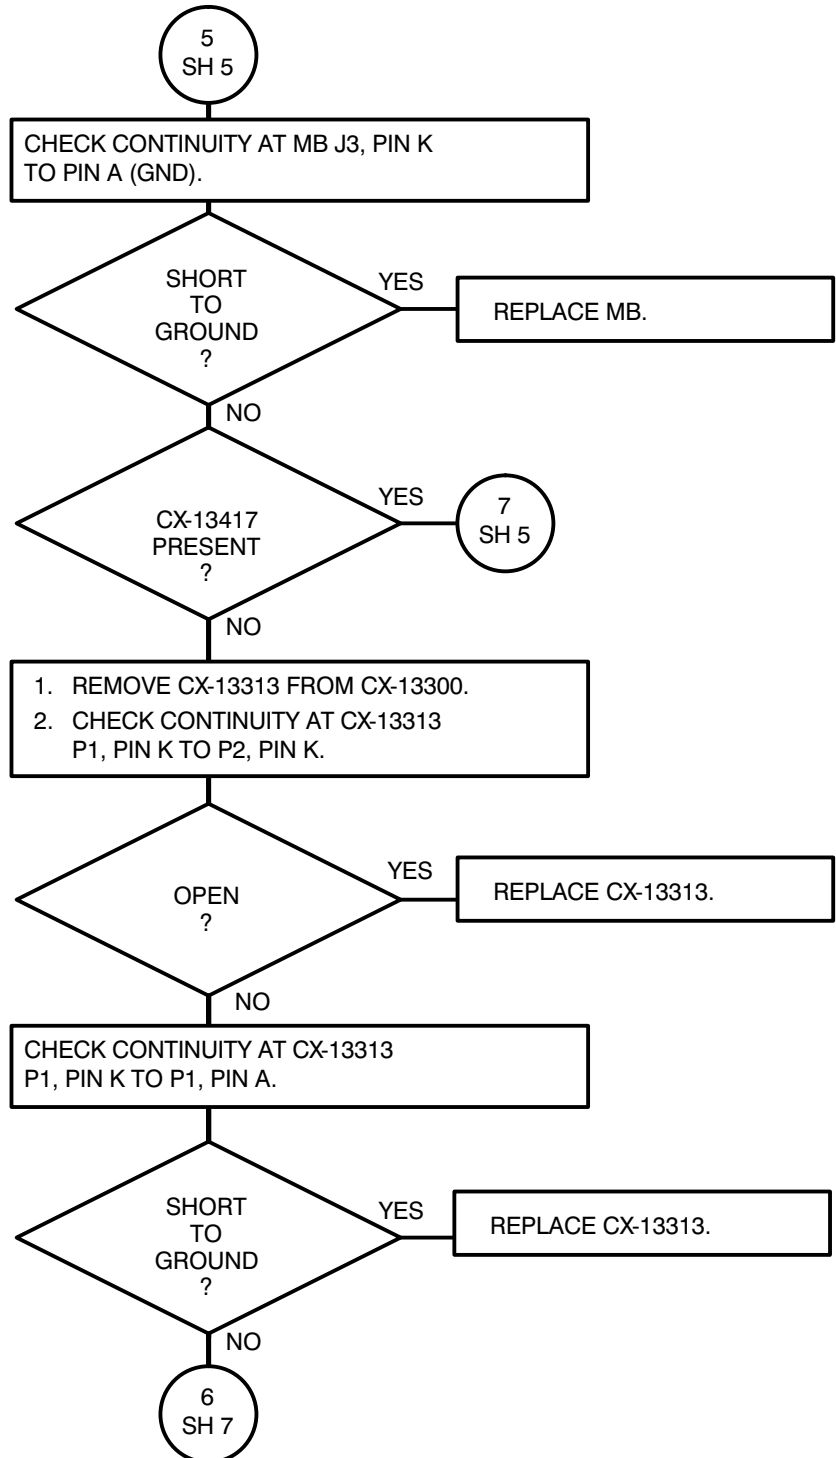 5
SH 5
CHECK CONTINUITY AT MB J3, PIN K
TO PIN A (GND).
SHORT
TO
GROUND
?
YES
REPLACE MB.
NO
CX-13417
PRESENT
?
YES
7
SH 5
NO
1. REMOVE CX-13313 FROM CX-13300.
2. CHECK CONTINUITY AT CX-13313
P1, PIN K TO P2, PIN K.
OPEN
?
YES
REPLACE CX-13313.
NO
CHECK CONTINUITY AT CX-13313
P1, PIN K TO P1, PIN A.
SHORT
TO
GROUND
?
YES
REPLACE CX-13313.
NO
6
SH 7